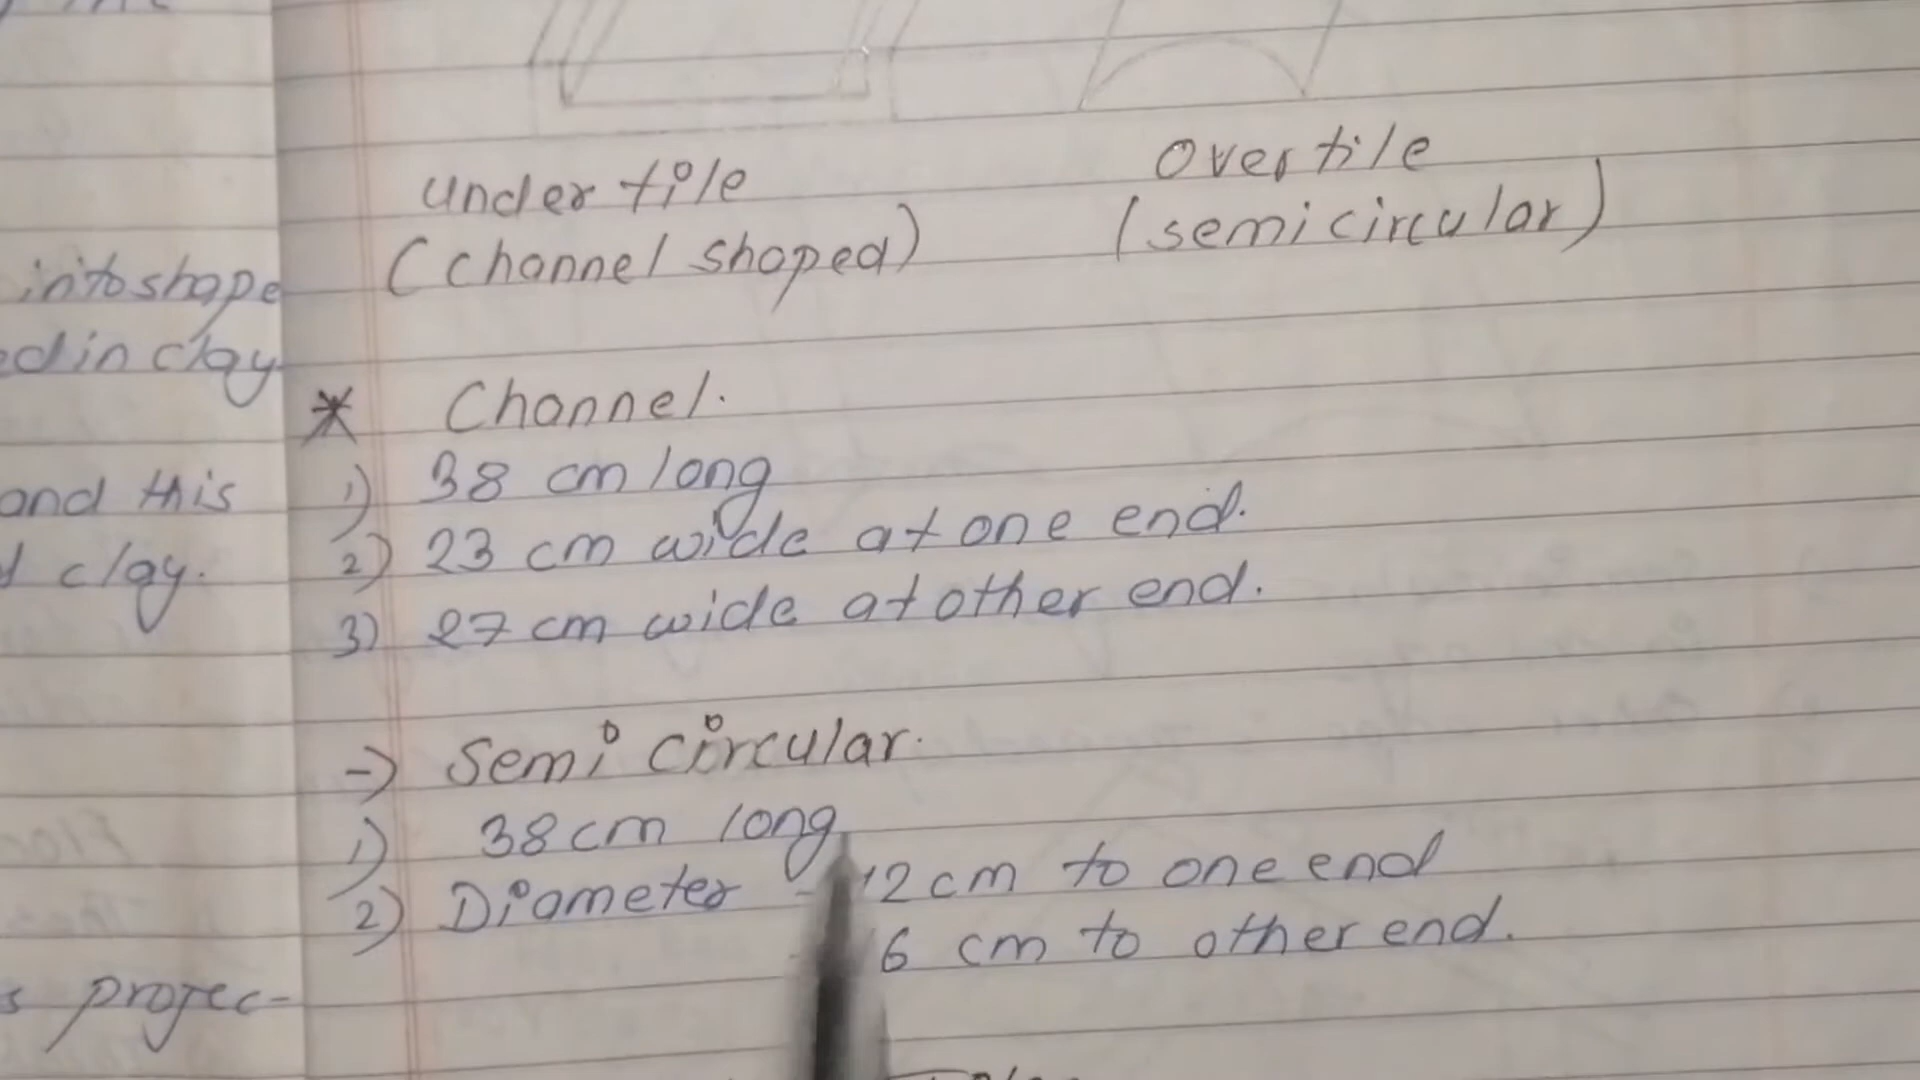 into shape
ed in clay
and this
clay.
s projec-
under tile
(channel shaped)
Over tile
(semicircular)
* Channel.
1) 38 cm long
2) 23 cm wide at one end.
3) 27 cm wide at other end.
→ Semi circular.
1) 38 cm long
2) Diameter - 12 cm to one end
6 cm to other end.